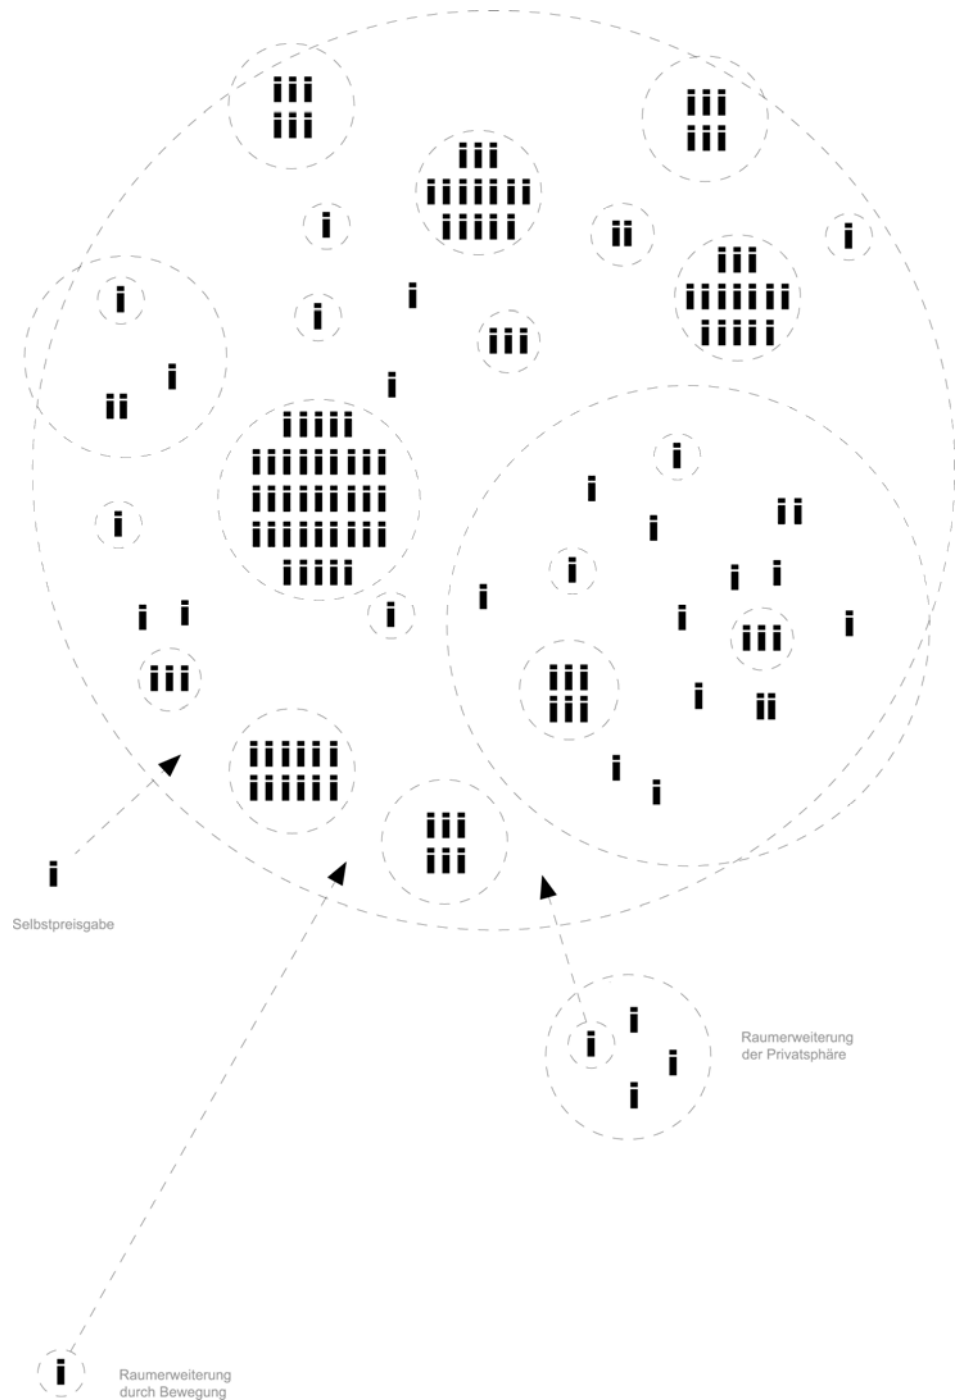 Selbstpreisgabe
Raumerweiterung
der Privatsphäre
Raumerweiterung
durch Bewegung